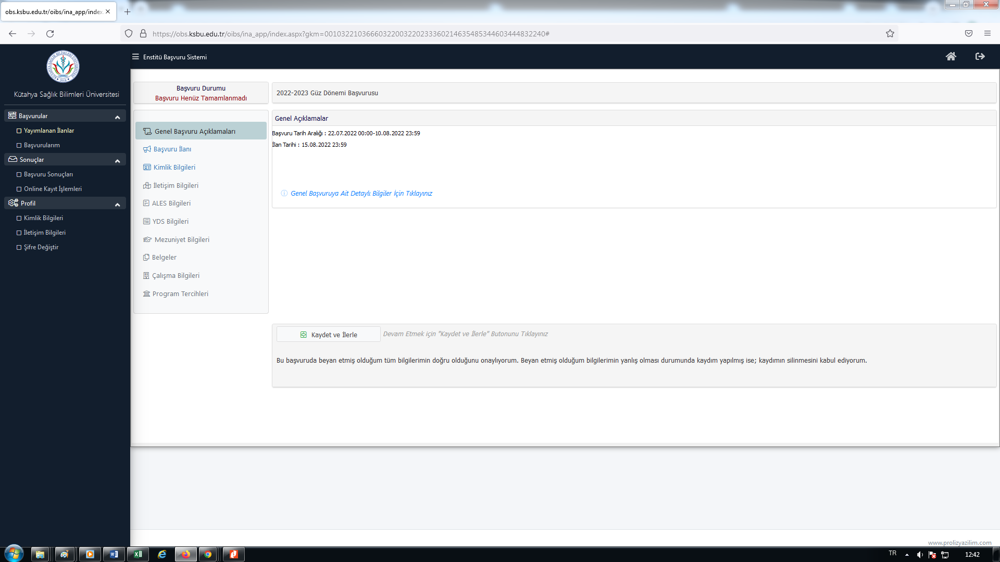 obs.ksbu.edu.tr/oibs/ina_app/index
https://obs.ksbu.edu.tr/oibs/ina_app/index.aspx?gkm=001032210366603220032202333602146354853446034448322​40#
Kütahya Sağlık Bilimleri Üniversitesi
Başvurular
Yayımlanan İlanlar
Başvurularım
Sonuçlar
Başvuru Sonuçları
Online Kayıt İşlemleri
Profil
Kimlik Bilgileri
İletişim Bilgileri
Şifre Değiştir
Enstitü Başvuru Sistemi
Başvuru Durumu
Başvuru Henüz Tamamlanmadı
Genel Başvuru Açıklamaları
Başvuru İlanı
Kimlik Bilgileri
İletişim Bilgileri
ALES Bilgileri
YDS Bilgileri
Mezuniyet Bilgileri
Belgeler
Çalışma Bilgileri
Program Tercihleri
2022-2023 Güz Dönemi Başvurusu
Genel Açıklamalar
Başvuru Tarih Aralığı : 22.07.2022 00:00-10.08.2022 23:59
İlan Tarihi : 15.08.2022 23:59
Genel Başvuruya Ait Detaylı Bilgiler İçin Tıklayınız
Kaydet ve İlerle Devam Etmek için "Kaydet ve İlerle" Butonunu Tıklayınız
Bu başvuruda beyan etmiş olduğum tüm bilgilerimin doğru olduğunu onaylıyorum. Beyan etmiş olduğum bilgilerimin yanlış olması durumunda kaydım yapılmış ise; kaydımın silinmesini kabul ediyorum.
www.prolizyazilim.com
TR
12:42